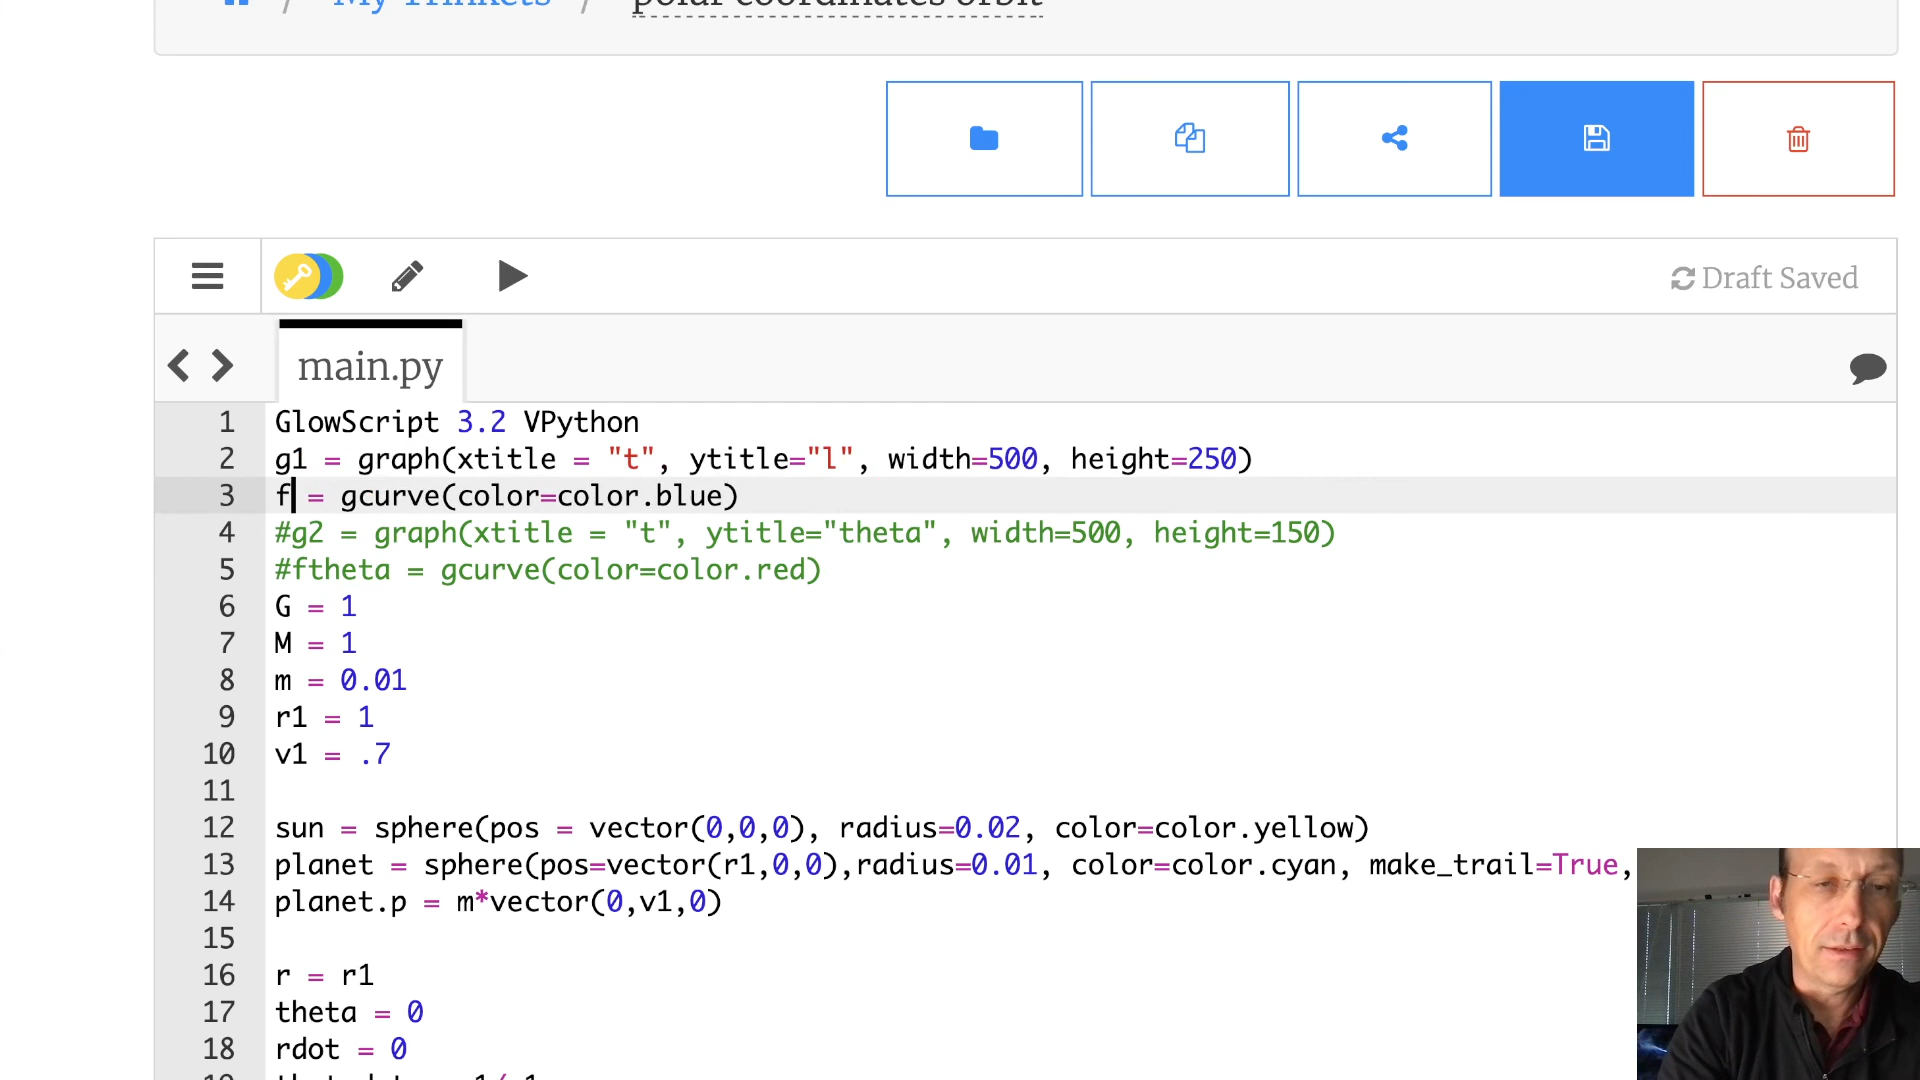 / My Trinkets / polar coordinates orbit
Draft Saved
main.py
1 GlowScript 3.2 VPython
2 g1 = graph(xtitle = "t", ytitle="l", width=500, height=250)
3 f = gcurve(color=color.blue)
4 #g2 = graph(xtitle = "t", ytitle="theta", width=500, height=150)
5 #ftheta = gcurve(color=color.red)
6 G = 1
7 M = 1
8 m = 0.01
9 r1 = 1
10 v1 = .7
11
12 sun = sphere(pos = vector(0,0,0), radius=0.02, color=color.yellow)
13 planet = sphere(pos=vector(r1,0,0),radius=0.01, color=color.cyan, make_trail=True,
14 planet.p = m*vector(0,v1,0)
15
16 r = r1
17 theta = 0
18 rdot = 0